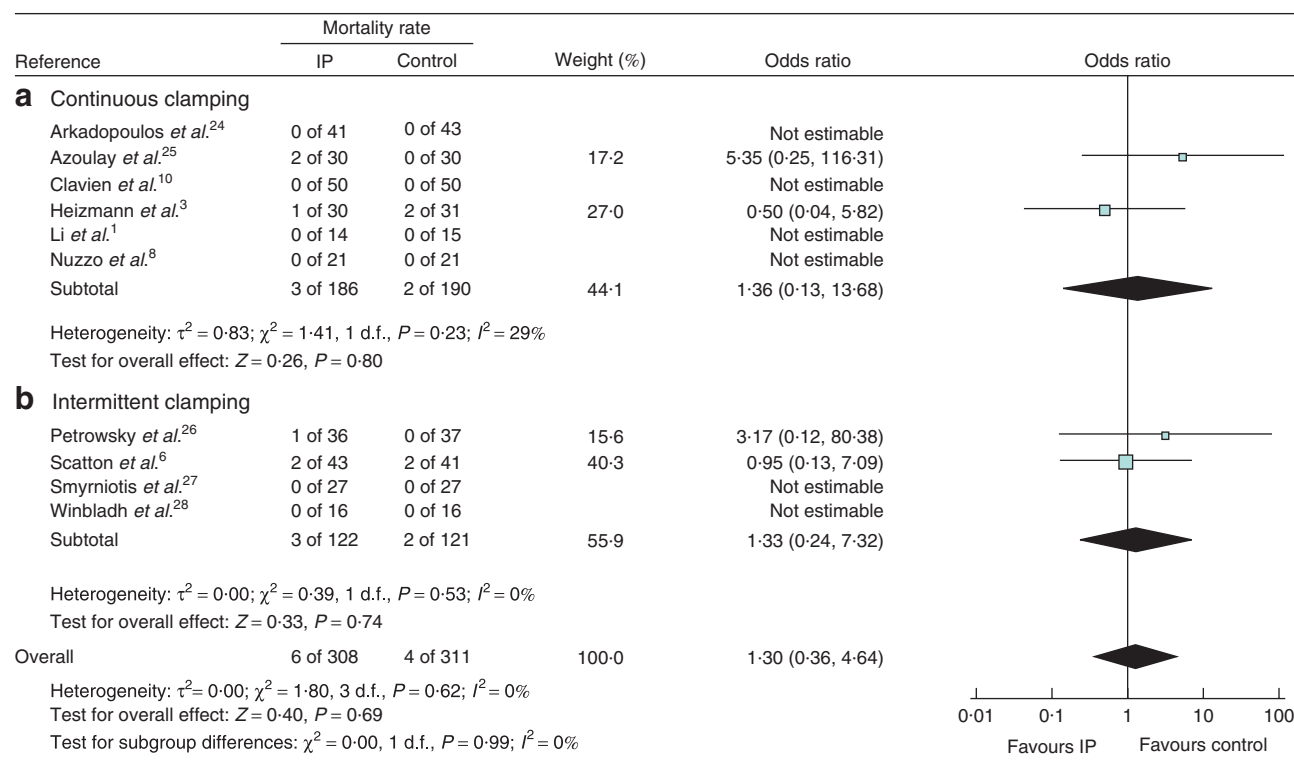 Mortality rate
Reference IP Control Weight (%) Odds ratio Odds ratio
a Continuous clamping
Arkadopoulos et al.24 0 of 41 0 of 43 Not estimable
Azoulay et al.25 2 of 30 0 of 30 17·2 5·35 (0·25, 116·31)
Clavien et al.10 0 of 50 0 of 50 Not estimable
Heizmann et al.3 1 of 30 2 of 31 27·0 0·50 (0·04, 5·82)
Li et al.1 0 of 14 0 of 15 Not estimable
Nuzzo et al.8 0 of 21 0 of 21 Not estimable
Subtotal 3 of 186 2 of 190 44·1 1·36 (0·13, 13·68)
Heterogeneity: τ2 = 0·83; χ2 = 1·41, 1 d.f., P = 0·23; I2 = 29%
Test for overall effect: Z = 0·26, P = 0·80
b Intermittent clamping
Petrowsky et al.26 1 of 36 0 of 37 15·6 3·17 (0·12, 80·38)
Scatton et al.6 2 of 43 2 of 41 40·3 0·95 (0·13, 7·09)
Smyrniotis et al.27 0 of 27 0 of 27 Not estimable
Winbladh et al.28 0 of 16 0 of 16 Not estimable
Subtotal 3 of 122 2 of 121 55·9 1·33 (0·24, 7·32)
Heterogeneity: τ2 = 0·00; χ2 = 0·39, 1 d.f., P = 0·53; I2 = 0%
Test for overall effect: Z = 0·33, P = 0·74
Overall 6 of 308 4 of 311 100·0 1·30 (0·36, 4·64)
Heterogeneity: τ2= 0·00; χ2 = 1·80, 3 d.f., P = 0·62; I2 = 0%
Test for overall effect: Z = 0·40, P = 0·69
Test for subgroup differences: χ2 = 0·00, 1 d.f., P = 0·99; I2 = 0%
0·01 0·1 1 10 100
Favours IP Favours control